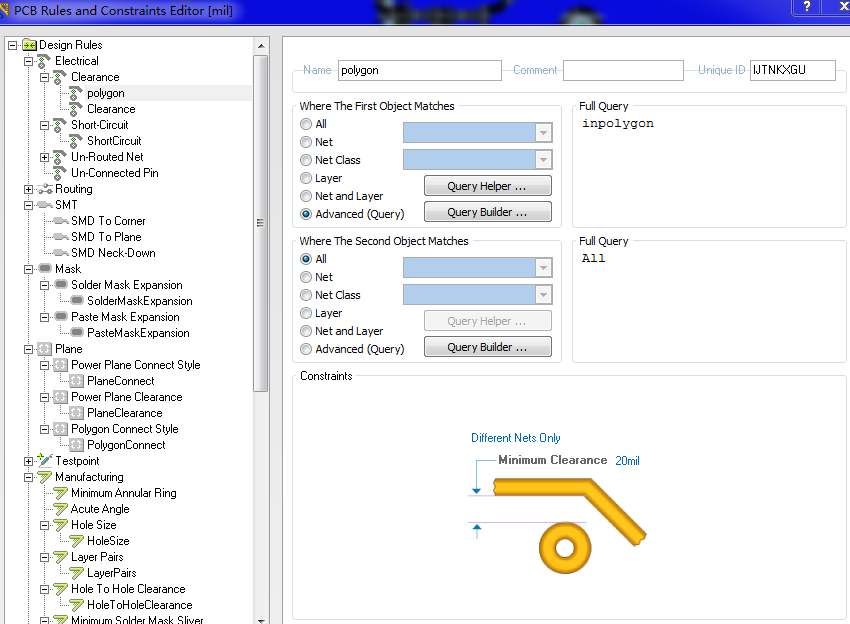 PCB Rules and Constraints Editor [mil]
Design Rules
Electrical
Clearance
polygon
Clearance
Short-Circuit
ShortCircuit
Un-Routed Net
Un-Connected Pin
Routing
SMT
SMD To Corner
SMD To Plane
SMD Neck-Down
Mask
Solder Mask Expansion
SolderMaskExpansion
Paste Mask Expansion
PasteMaskExpansion
Plane
Power Plane Connect Style
PlaneConnect
Power Plane Clearance
PlaneClearance
Polygon Connect Style
PolygonConnect
Testpoint
Manufacturing
Minimum Annular Ring
Acute Angle
Hole Size
HoleSize
Layer Pairs
LayerPairs
Hole To Hole Clearance
HoleToHoleClearance
Minimum Solder Mask Sliver
Name polygon Comment Unique ID IJTNKXGU
Where The First Object Matches
All
Net
Net Class
Layer
Net and Layer
Advanced (Query)
Query Helper ...
Query Builder ...
Full Query
inpolygon
Where The Second Object Matches
All
Net
Net Class
Layer
Net and Layer
Advanced (Query)
Query Helper ...
Query Builder ...
Full Query
All
Constraints
Different Nets Only
Minimum Clearance 20mil